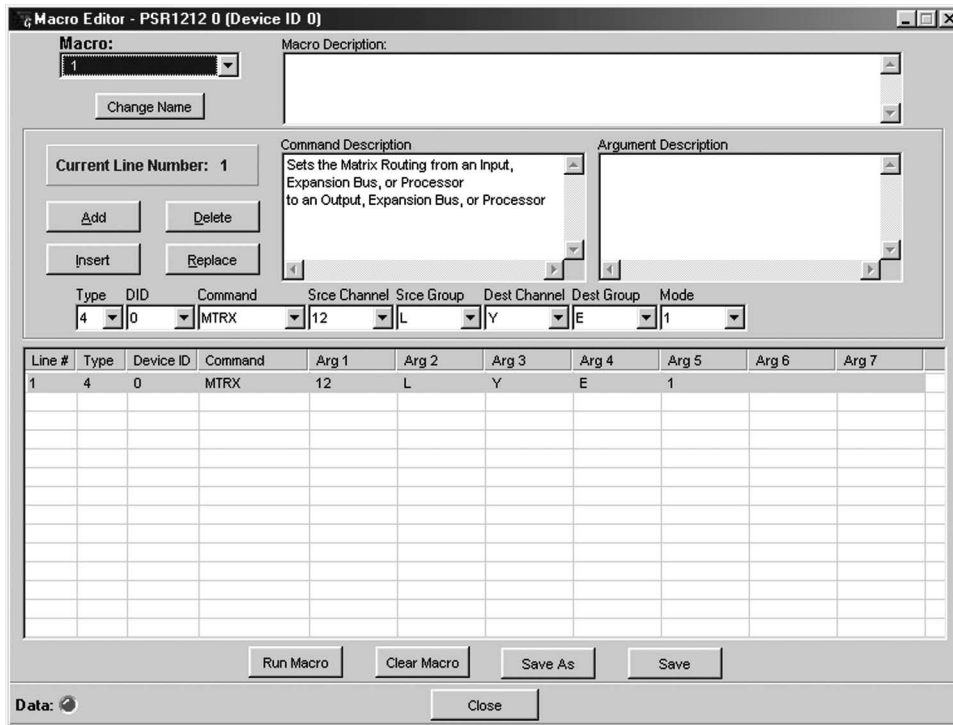 Macro Editor - PSR1212 0 (Device ID 0)
Macro:
Macro Decription:
1
Change Name
Current Line Number: 1
Command Description
Argument Description
Sets the Matrix Routing from an Input,
Expansion Bus, or Processor
to an Output, Expansion Bus, or Processor
Add Delete
Insert Replace
Type DID Command Srce Channel Srce Group Dest Channel Dest Group Mode
4 0 MTRX 12 L Y E 1
Line # Type Device ID Command Arg 1 Arg 2 Arg 3 Arg 4 Arg 5 Arg 6 Arg 7
1 4 0 MTRX 12 L Y E 1
Run Macro Clear Macro Save As Save
Data: Close